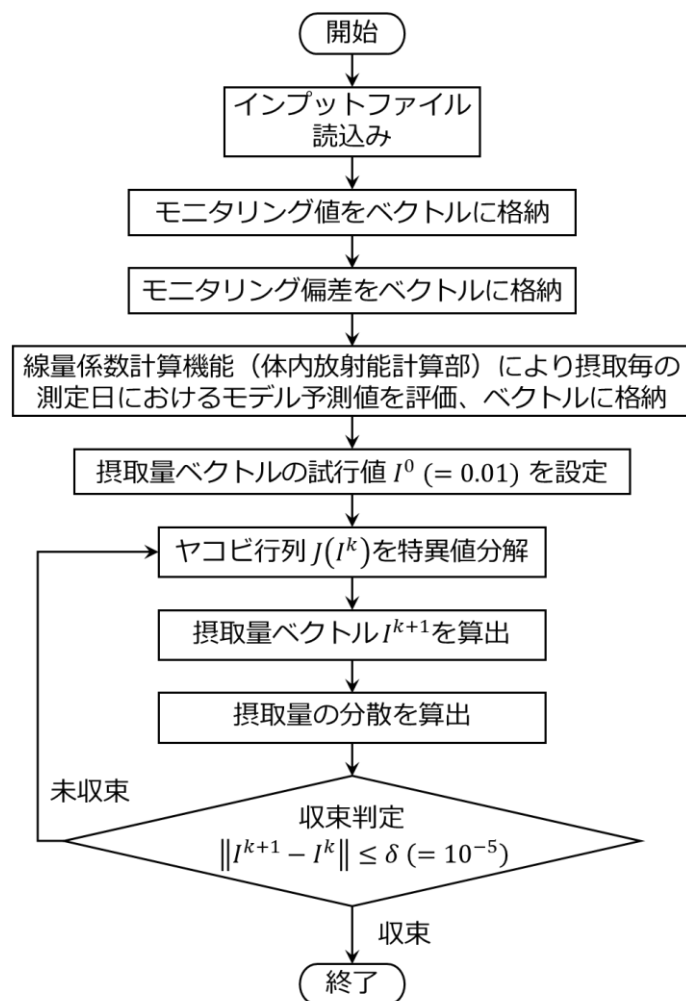 開始
インプットファイル
読込み
モニタリング値をベクトルに格納
モニタリング偏差をベクトルに格納
線量係数計算機能（体内放射能計算部）により摂取毎の
測定日におけるモデル予測値を評価、ベクトルに格納
摂取量ベクトルの試行値 I⁰ (= 0.01) を設定
ヤコビ行列 J(Iᵏ)を特異値分解
摂取量ベクトル Iᵏ⁺¹を算出
摂取量の分散を算出
未収束
収束判定
‖Iᵏ⁺¹ − Iᵏ‖ ≤ δ (= 10⁻⁵)
収束
終了